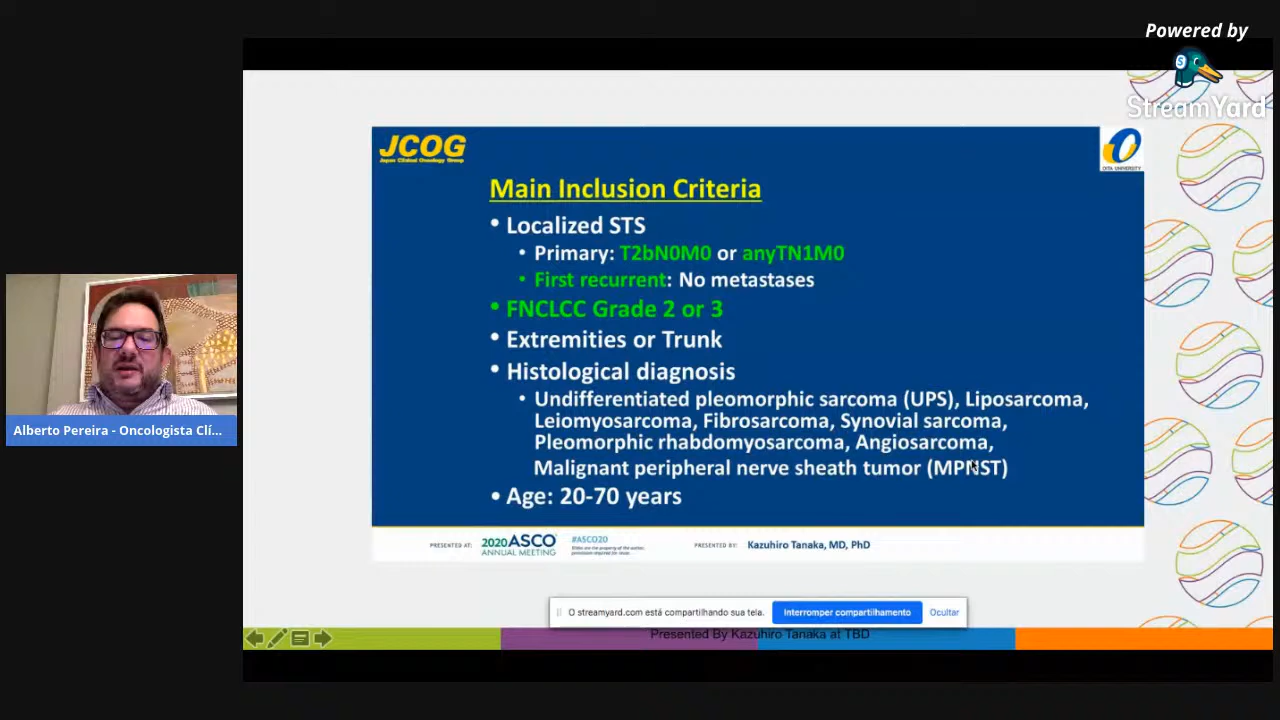 Powered by
StreamYard
JCOG
Japan Clinical Oncology Group
OITA UNIVERSITY
Main Inclusion Criteria
• Localized STS
• Primary: T2bN0M0 or anyTN1M0
• First recurrent: No metastases
• FNCLCC Grade 2 or 3
• Extremities or Trunk
• Histological diagnosis
• Undifferentiated pleomorphic sarcoma (UPS), Liposarcoma,
Leiomyosarcoma, Fibrosarcoma, Synovial sarcoma,
Pleomorphic rhabdomyosarcoma, Angiosarcoma,
Malignant peripheral nerve sheath tumor (MPNST)
• Age: 20-70 years
Alberto Pereira - Oncologista Clí...
PRESENTED AT:
2020 ASCO
ANNUAL MEETING
#ASCO20
Slides are the property of the author,
permission required for reuse.
PRESENTED BY:
Kazuhiro Tanaka, MD, PhD
O streamyard.com está compartilhando sua tela.
Interromper compartilhamento
Ocultar
Presented By Kazuhiro Tanaka at TBD